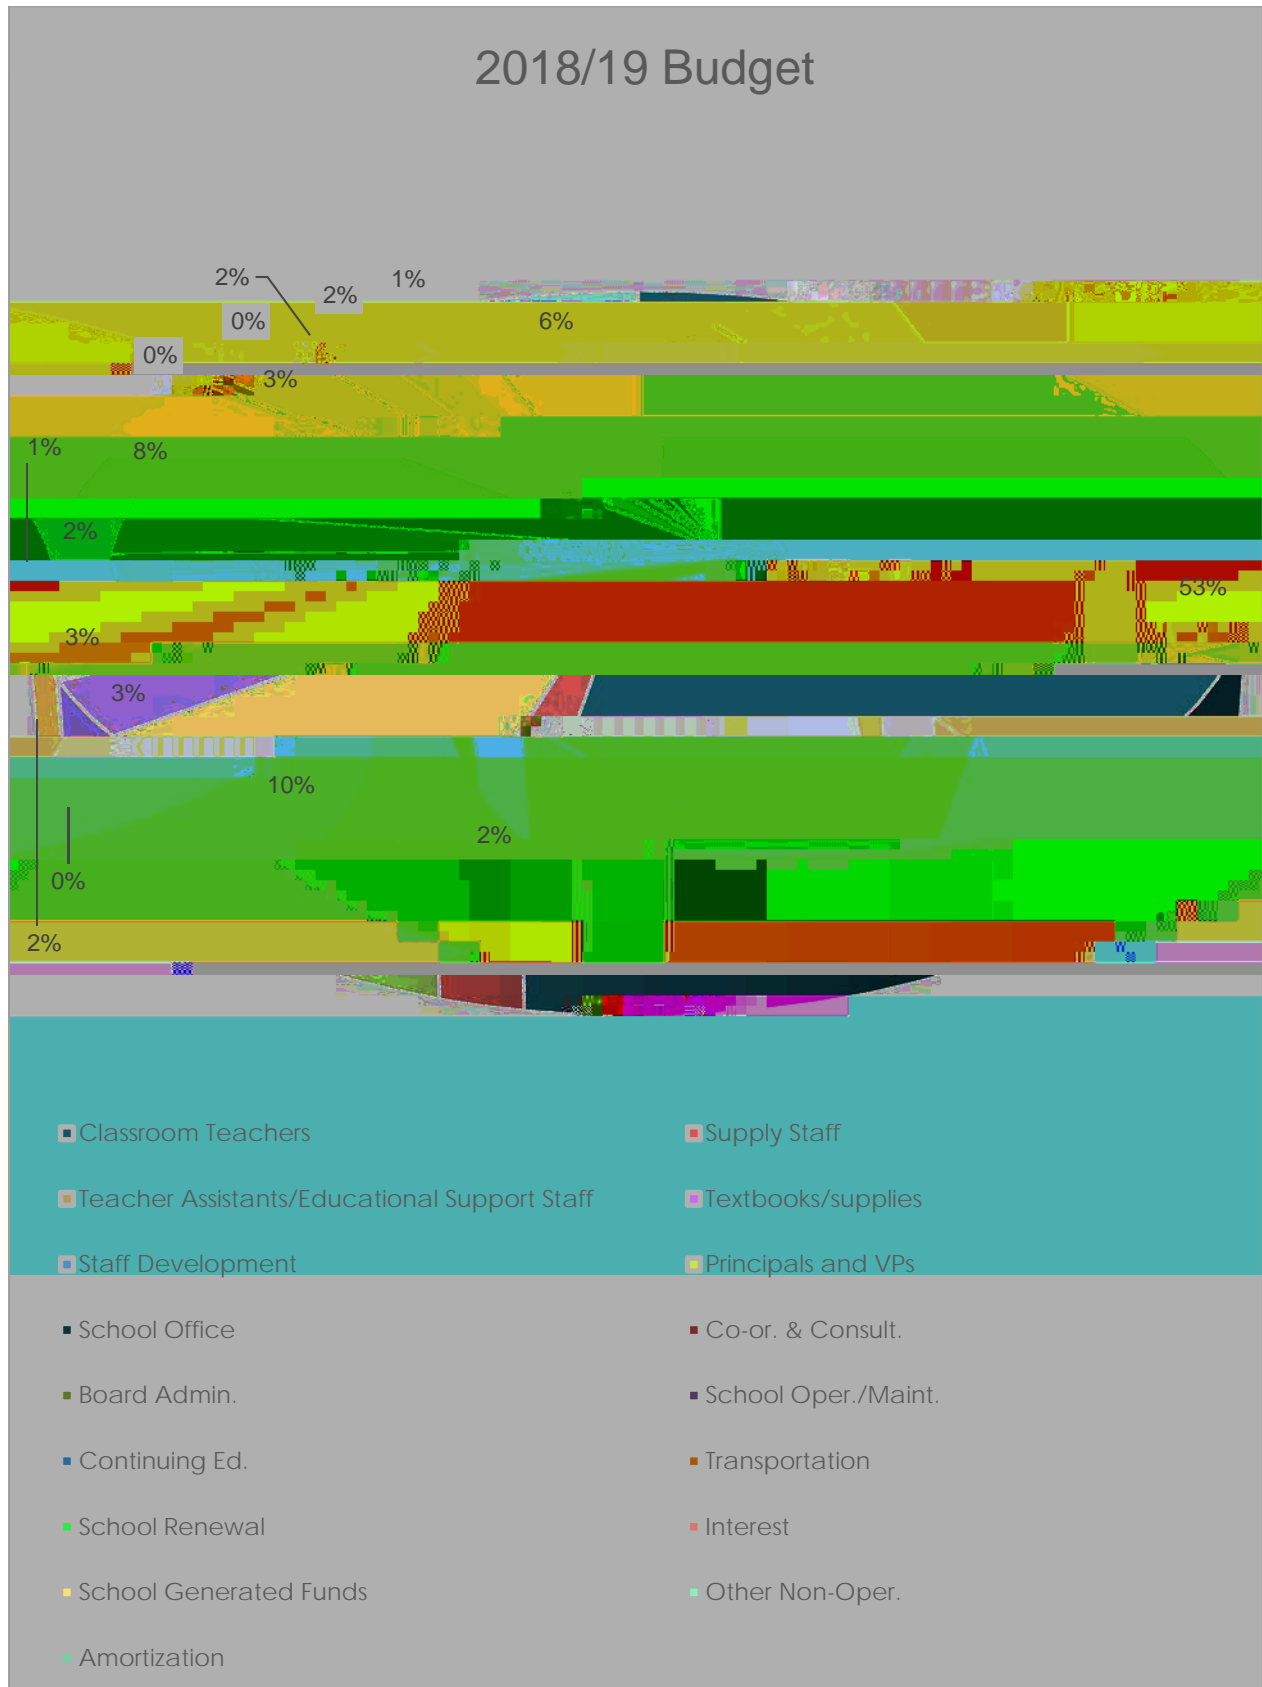 2018/19 Budget
2%
2%
1%
0%
6%
0%
3%
1%
8%
2%
53%
3%
3%
10%
2%
0%
2%
Classroom Teachers
Supply Staff
Teacher Assistants/Educational Support Staff
Textbooks/supplies
Staff Development
Principals and VPs
School Office
Co-or. & Consult.
Board Admin.
School Oper./Maint.
Continuing Ed.
Transportation
School Renewal
Interest
School Generated Funds
Other Non-Oper.
Amortization